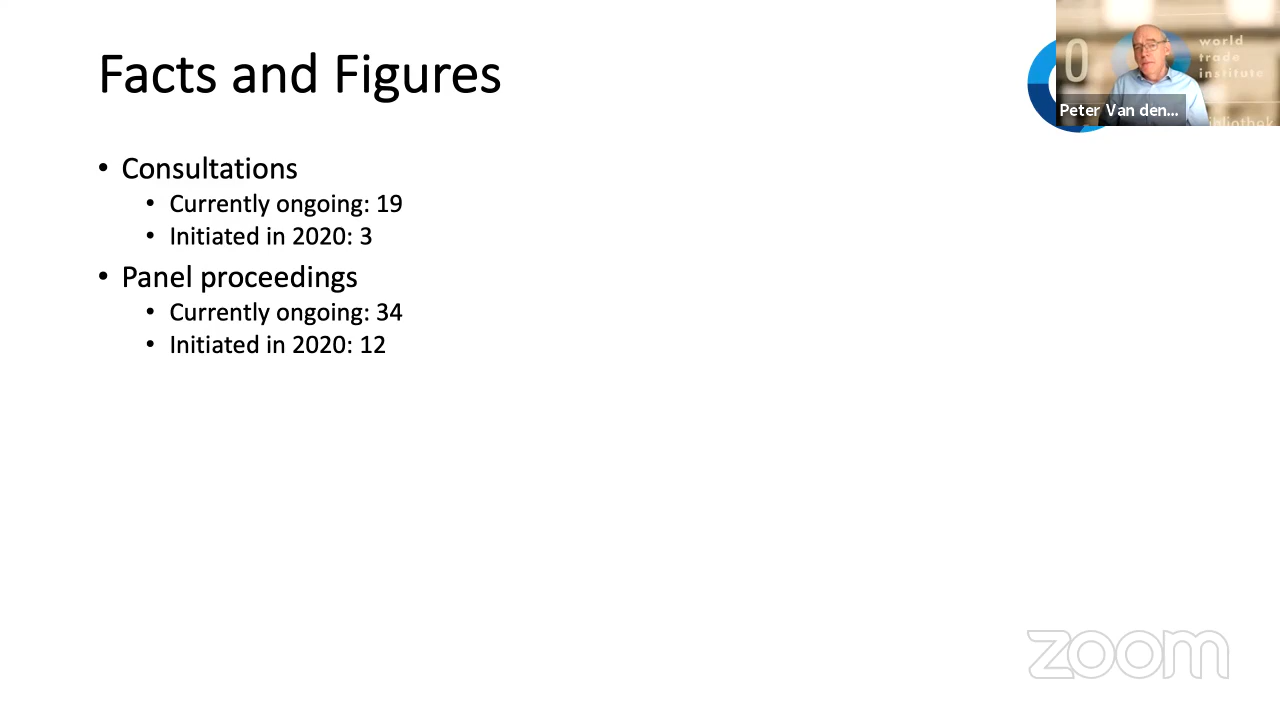 Facts and Figures
• Consultations
• Currently ongoing: 19
• Initiated in 2020: 3
• Panel proceedings
• Currently ongoing: 34
• Initiated in 2020: 12
world
trade
institute
Peter Van den...
zoom